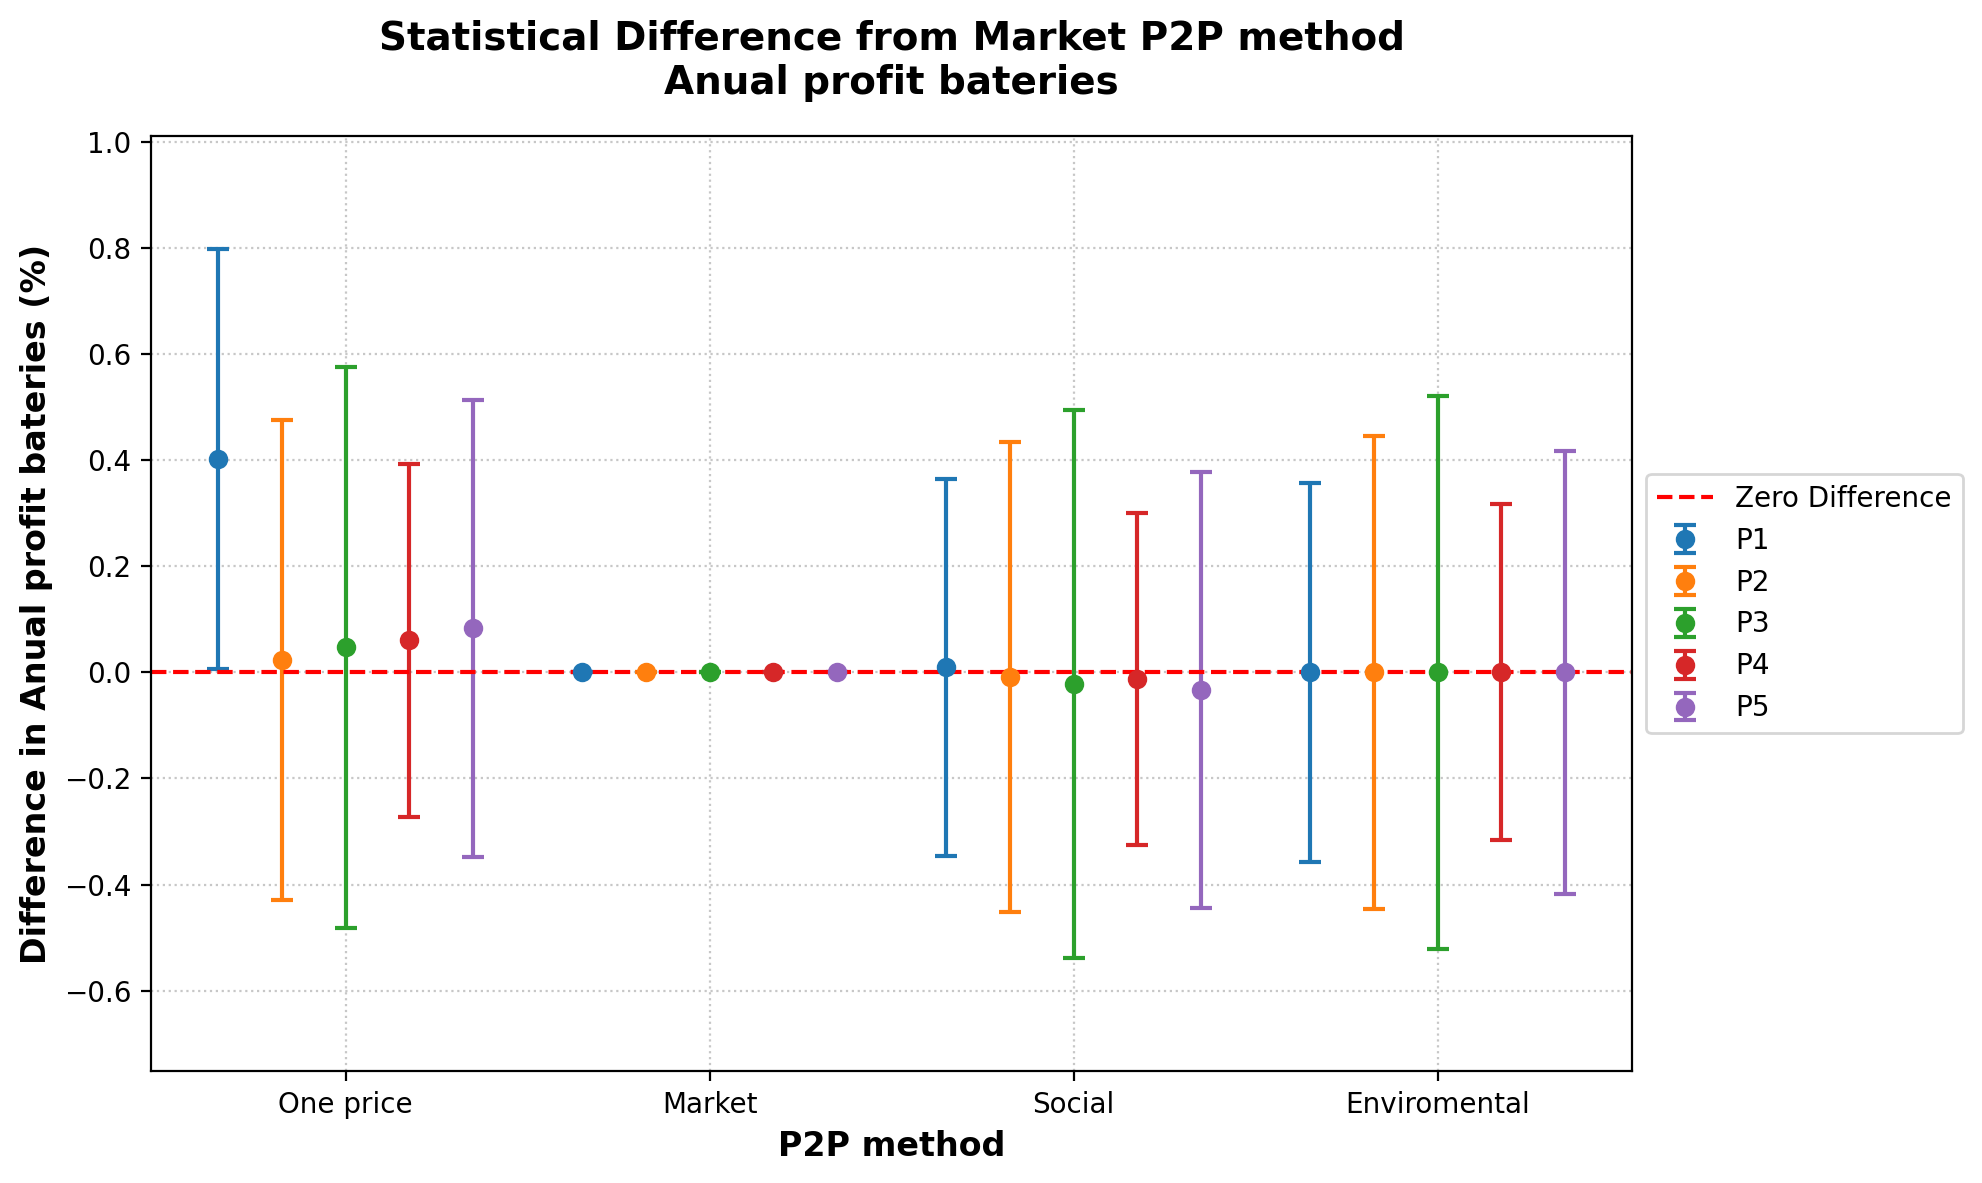 Statistical Difference from Market P2P method
Anual profit bateries
Difference in Anual profit bateries (%)
1.0
0.8
0.6
0.4
0.2
0.0
−0.2
−0.4
−0.6
One price
Market
Social
Enviromental
P2P method
Zero Difference
P1
P2
P3
P4
P5